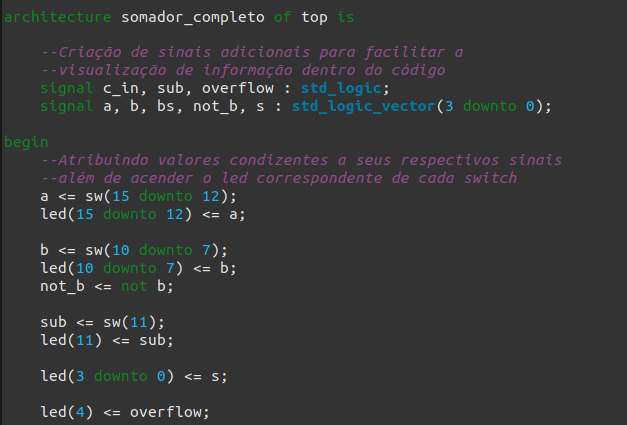 architecture somador_completo of top is
--Criação de sinais adicionais para facilitar a
--visualização de informação dentro do código
signal c_in, sub, overflow : std_logic;
signal a, b, bs, not_b, s : std_logic_vector(3 downto 0);
begin
--Atribuindo valores condizentes a seus respectivos sinais
--além de acender o led correspondente de cada switch
a <= sw(15 downto 12);
led(15 downto 12) <= a;
b <= sw(10 downto 7);
led(10 downto 7) <= b;
not_b <= not b;
sub <= sw(11);
led(11) <= sub;
led(3 downto 0) <= s;
led(4) <= overflow;